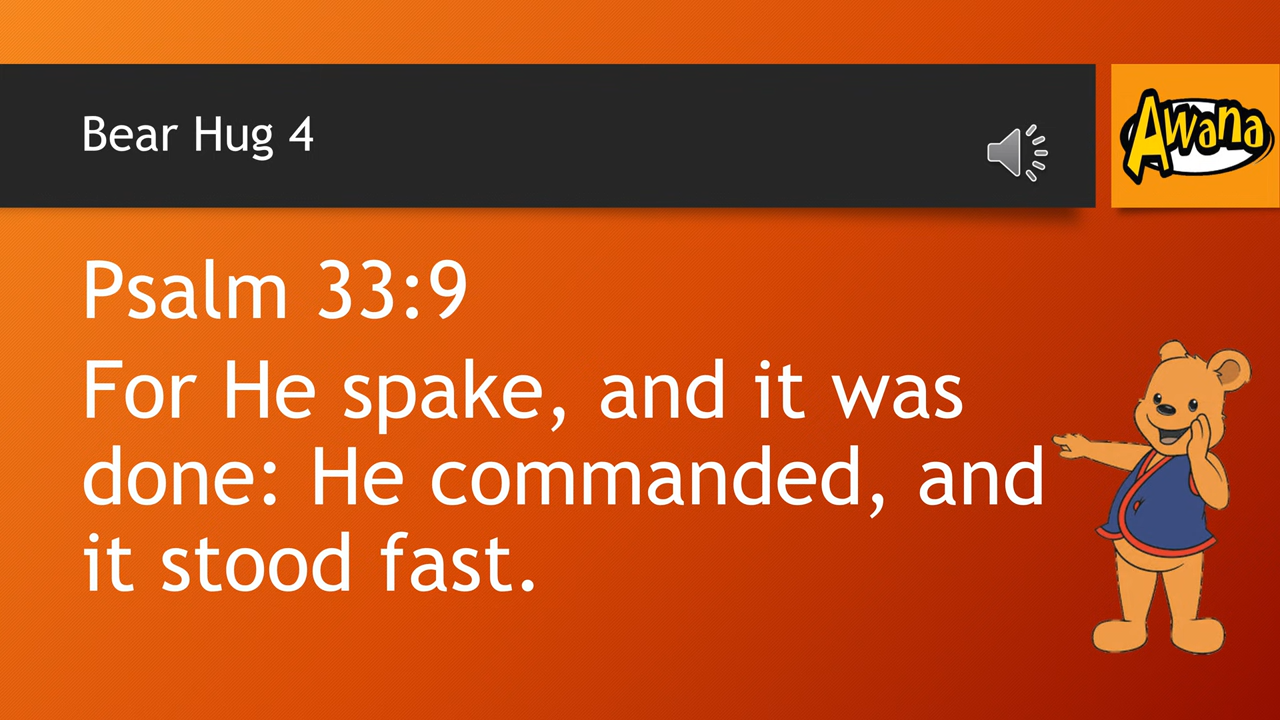 Bear Hug 4
Awana
Psalm 33:9
For He spake, and it was
done: He commanded, and
it stood fast.